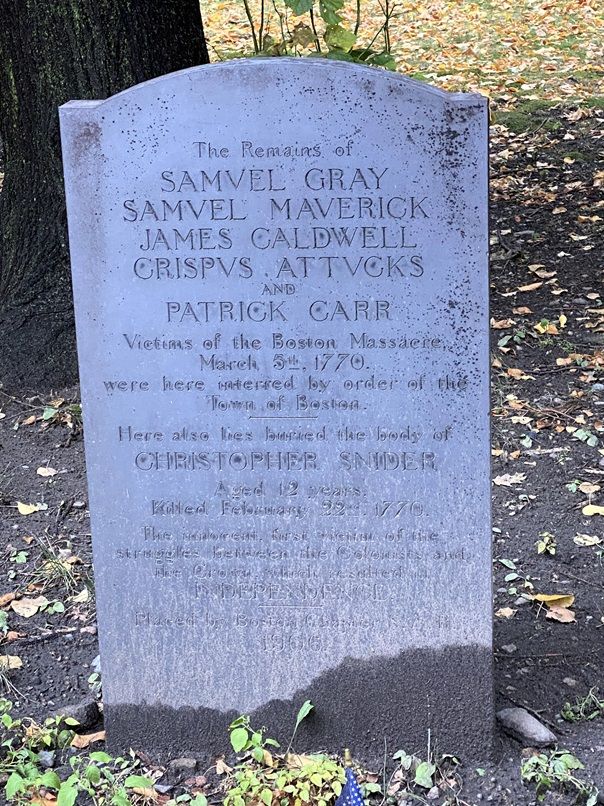 The Remains of
SAMVEL GRAY
SAMVEL MAVERICK
JAMES CALDWELL
CRISPVS ATTVCKS
AND
PATRICK CARR
Victims of the Boston Massacre,
March 5th, 1770.
were here interred by order of the
Town of Boston.
Here also lies buried the body of
CHRISTOPHER SNIDER
Aged 12 years.
Killed February 22nd, 1770.
The innocent, first victim of the
struggles between the Colonists and
the Crown, which resulted in
INDEPENDENCE
Placed by Boston Chapter
1906